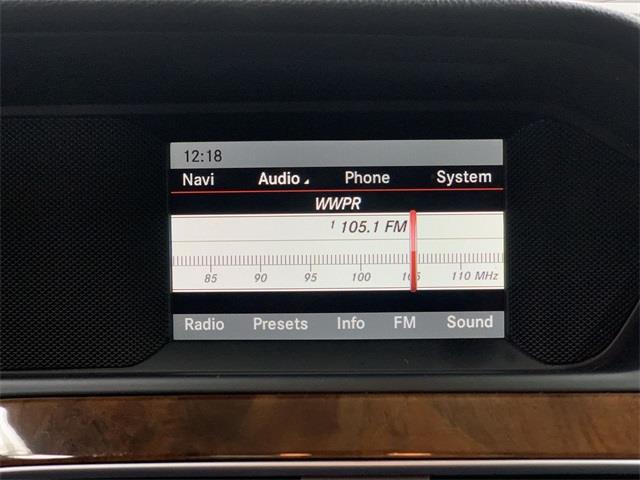 12:18
Navi Audio Phone System
WWPR
1 105.1 FM
85 90 95 100 105 110 MHz
Radio Presets Info FM Sound